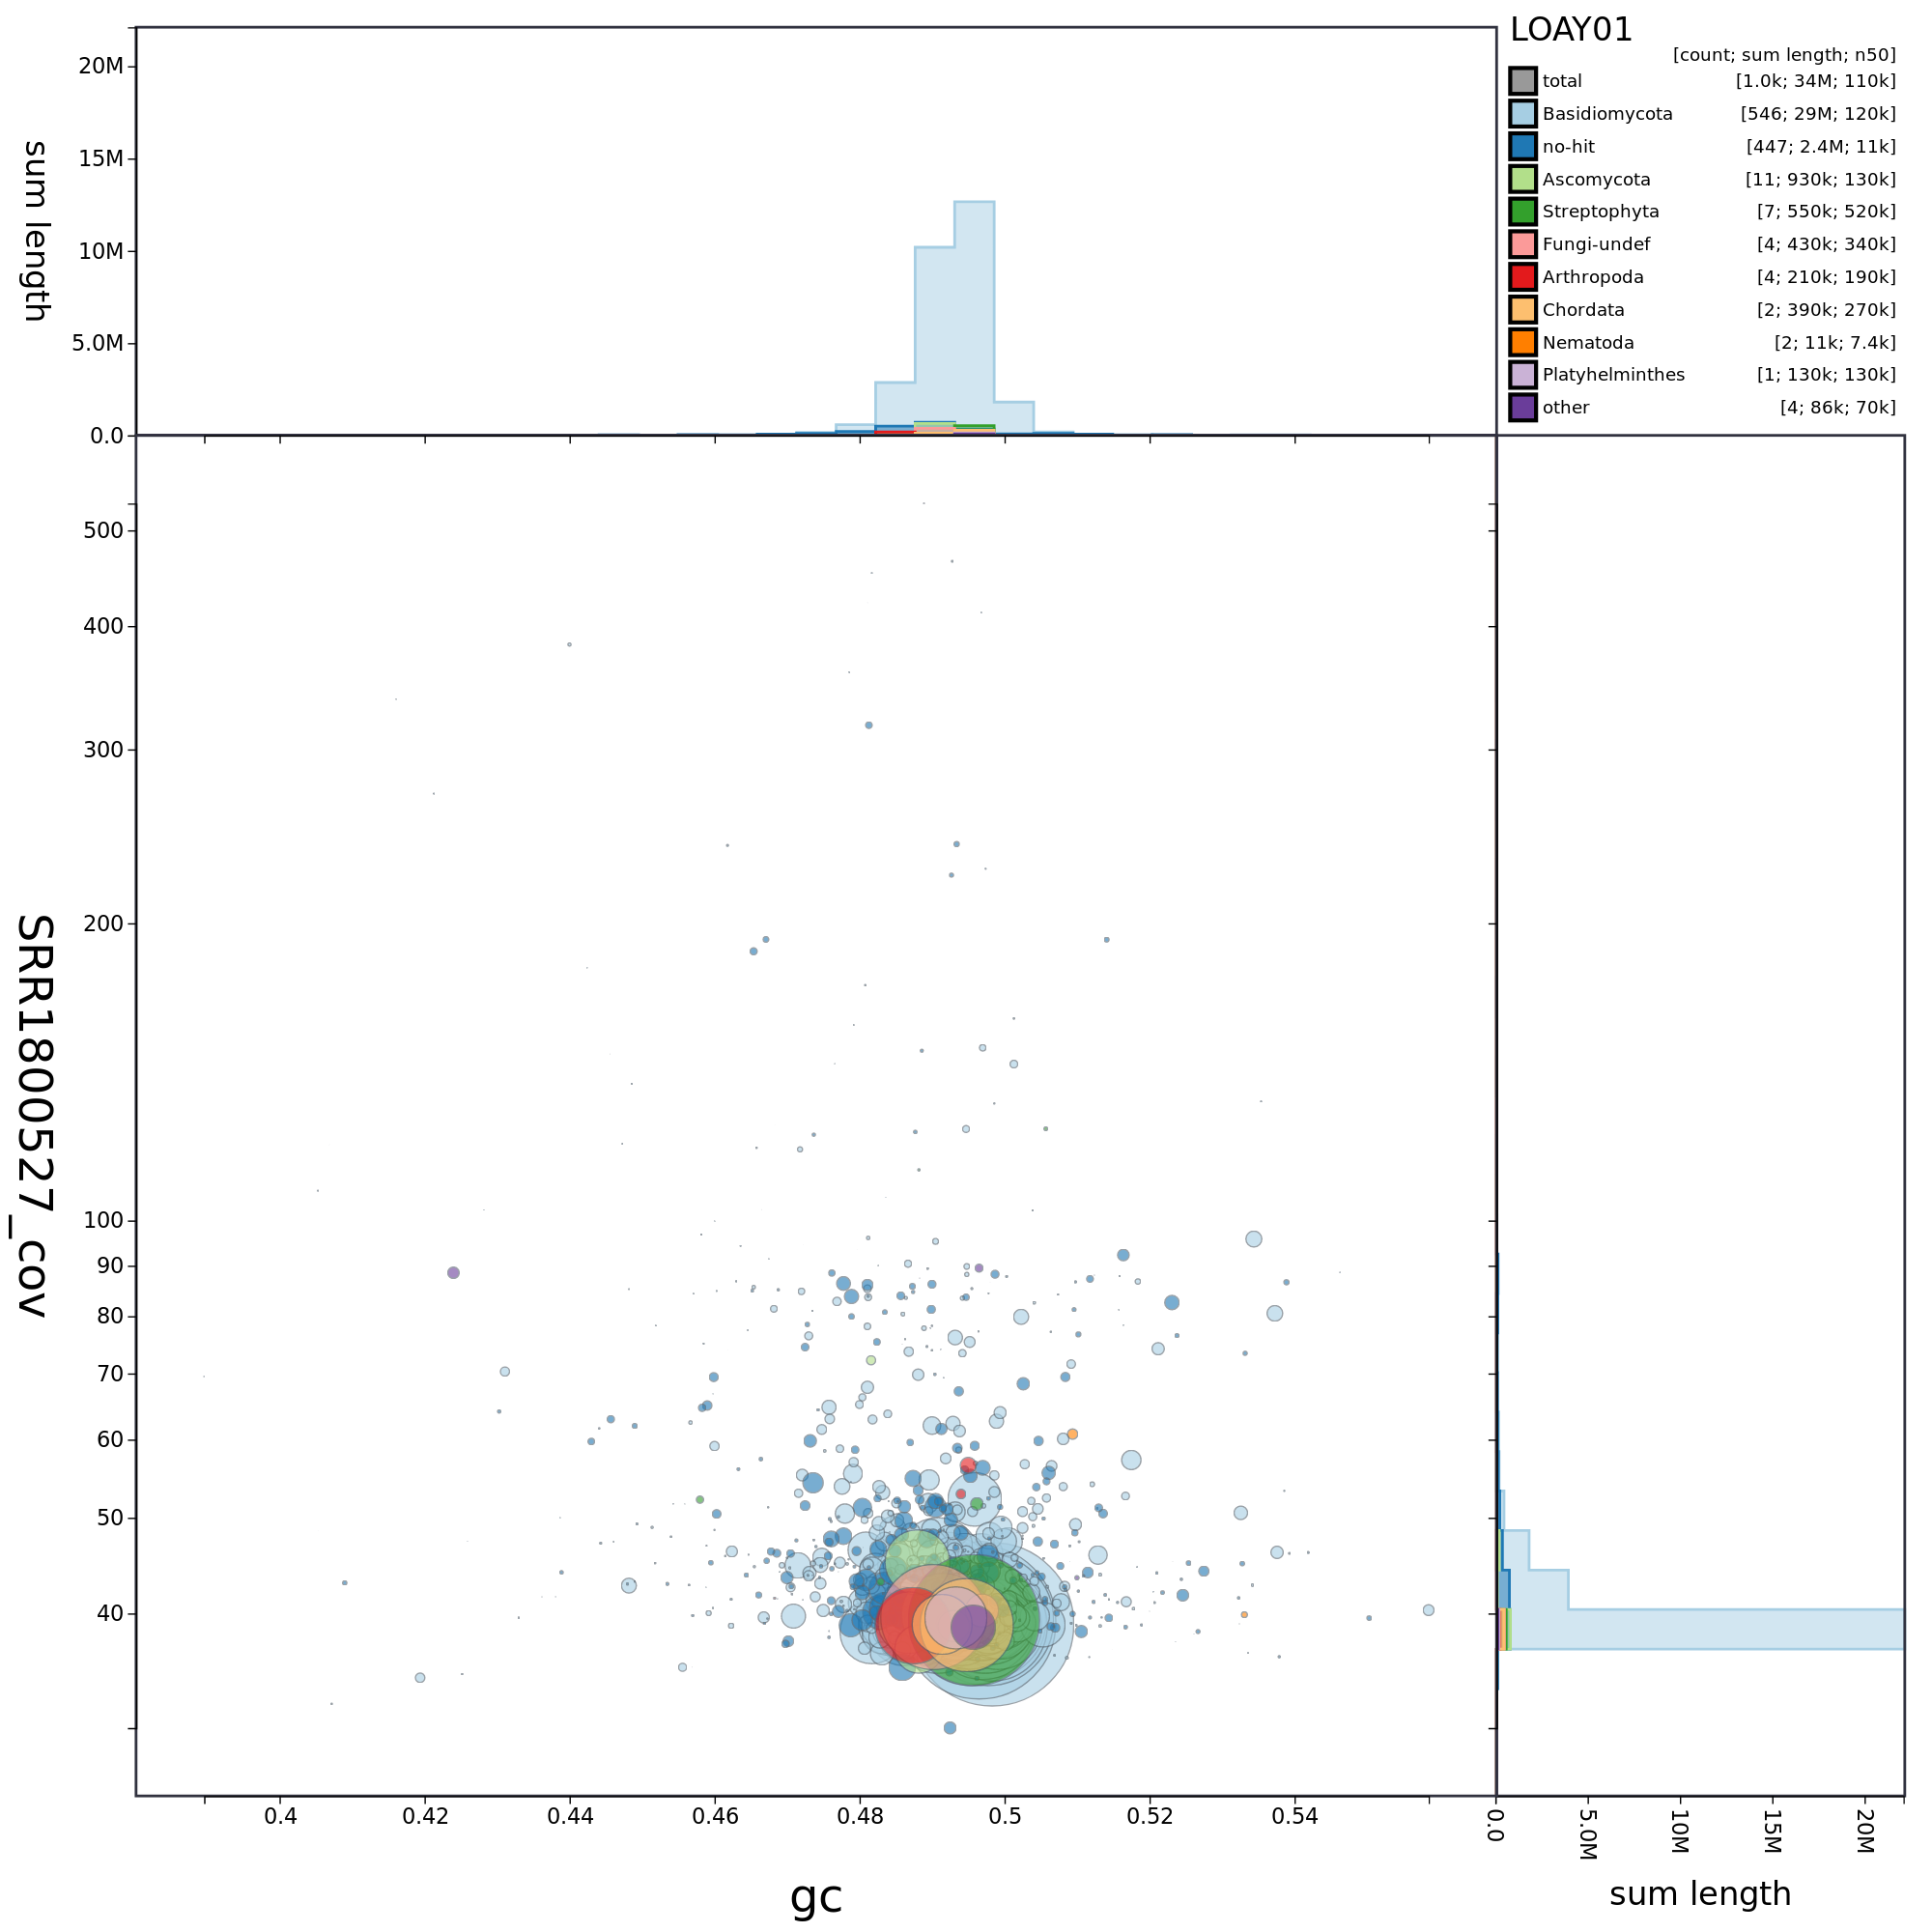 LOAY01
[count; sum length; n50]
total [1.0k; 34M; 110k]
Basidiomycota [546; 29M; 120k]
no-hit [447; 2.4M; 11k]
Ascomycota [11; 930k; 130k]
Streptophyta [7; 550k; 520k]
Fungi-undef [4; 430k; 340k]
Arthropoda [4; 210k; 190k]
Chordata [2; 390k; 270k]
Nematoda [2; 11k; 7.4k]
Platyhelminthes [1; 130k; 130k]
other [4; 86k; 70k]
sum length
20M
15M
10M
5.0M
0.0
SRR1800527_cov
500
400
300
200
100
90
80
70
60
50
40
0.4 0.42 0.44 0.46 0.48 0.5 0.52 0.54
gc
0.0 5.0M 10M 15M 20M
sum length